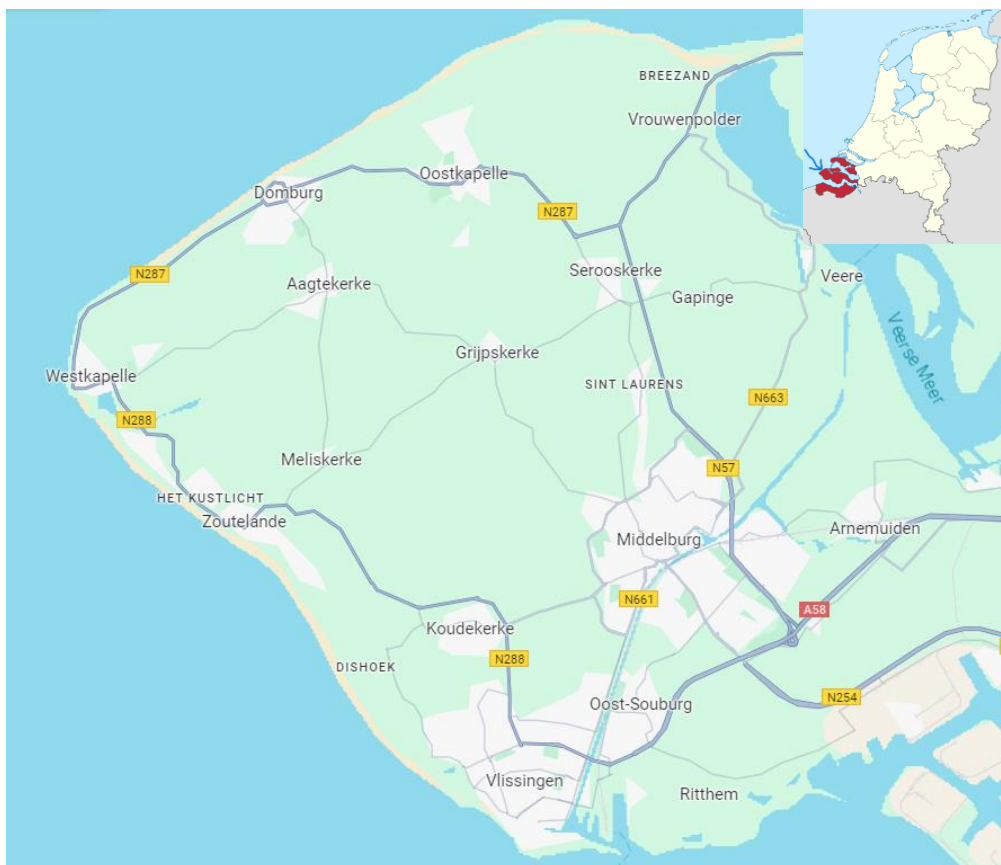 BREEZAND
Vrouwenpolder
Oostkapelle
Domburg
N287
N287
Serooskerke
Aagtekerke
Gapinge
Veere
Veerse Meer
Grijpskerke
Westkapelle
SINT LAURENS
N663
N288
Meliskerke
N57
HET KUSTLICHT
Zoutelande
Arnemuiden
Middelburg
N661
A58
Koudekerke
N288
DISHOEK
N254
Oost-Souburg
Vlissingen
Ritthem